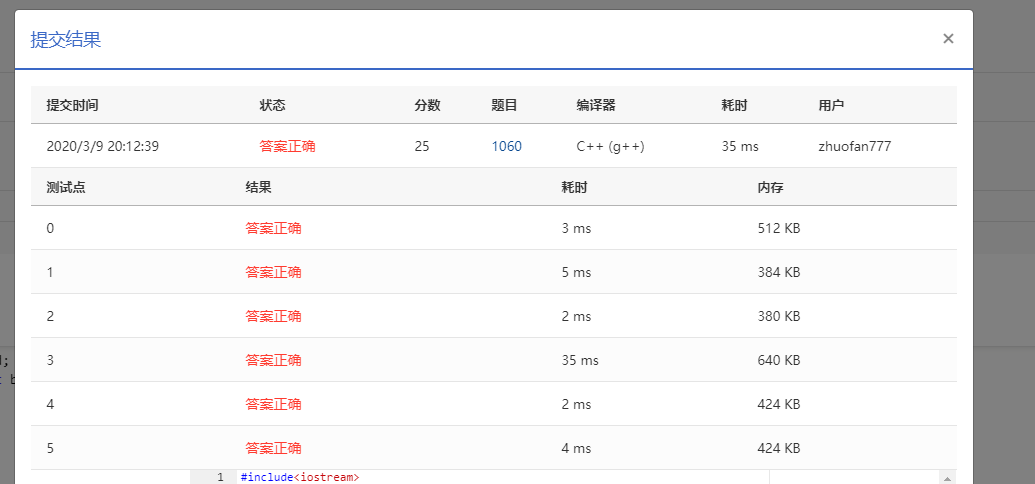 提交结果 ×
提交时间 状态 分数 题目 编译器 耗时 用户
2020/3/9 20:12:39 答案正确 25 1060 C++ (g++) 35 ms zhuofan777
测试点 结果 耗时 内存
0 答案正确 3 ms 512 KB
1 答案正确 5 ms 384 KB
2 答案正确 2 ms 380 KB
3 答案正确 35 ms 640 KB
4 答案正确 2 ms 424 KB
5 答案正确 4 ms 424 KB
1 #include<iostream>